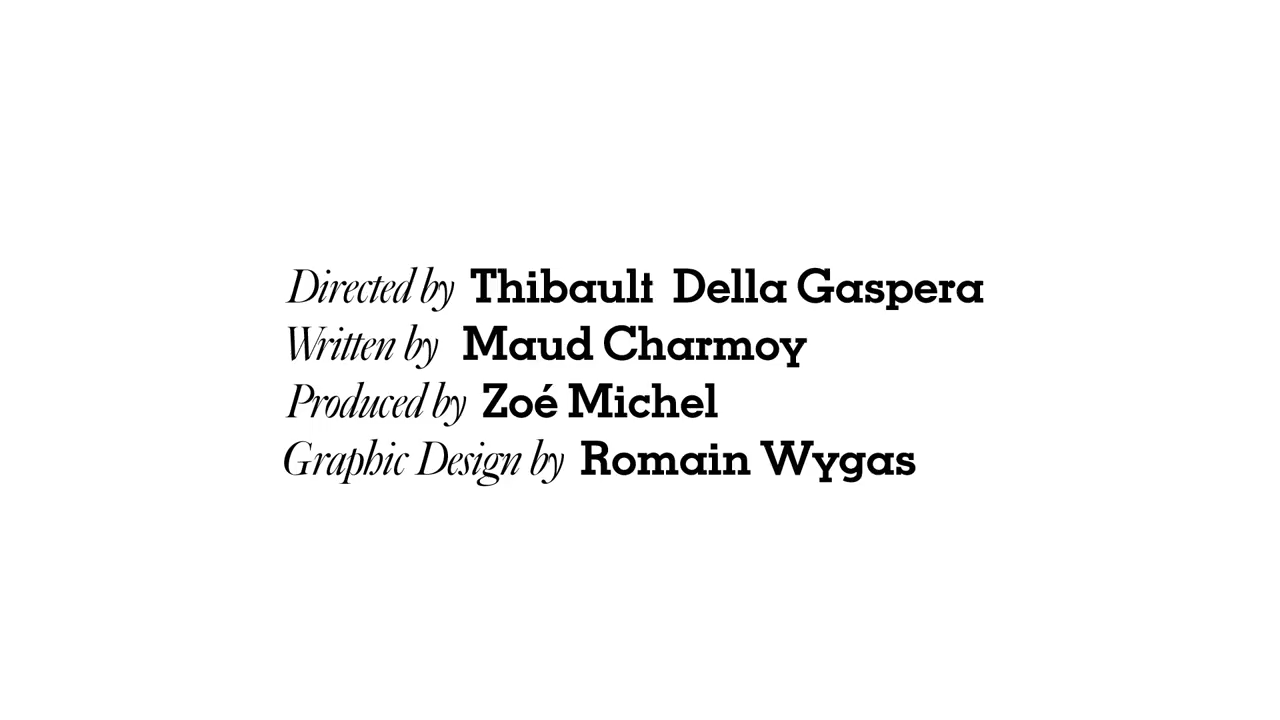 Directed by Thibault Della Gaspera
Written by Maud Charmoy
Produced by Zoé Michel
Graphic Design by Romain Wygas